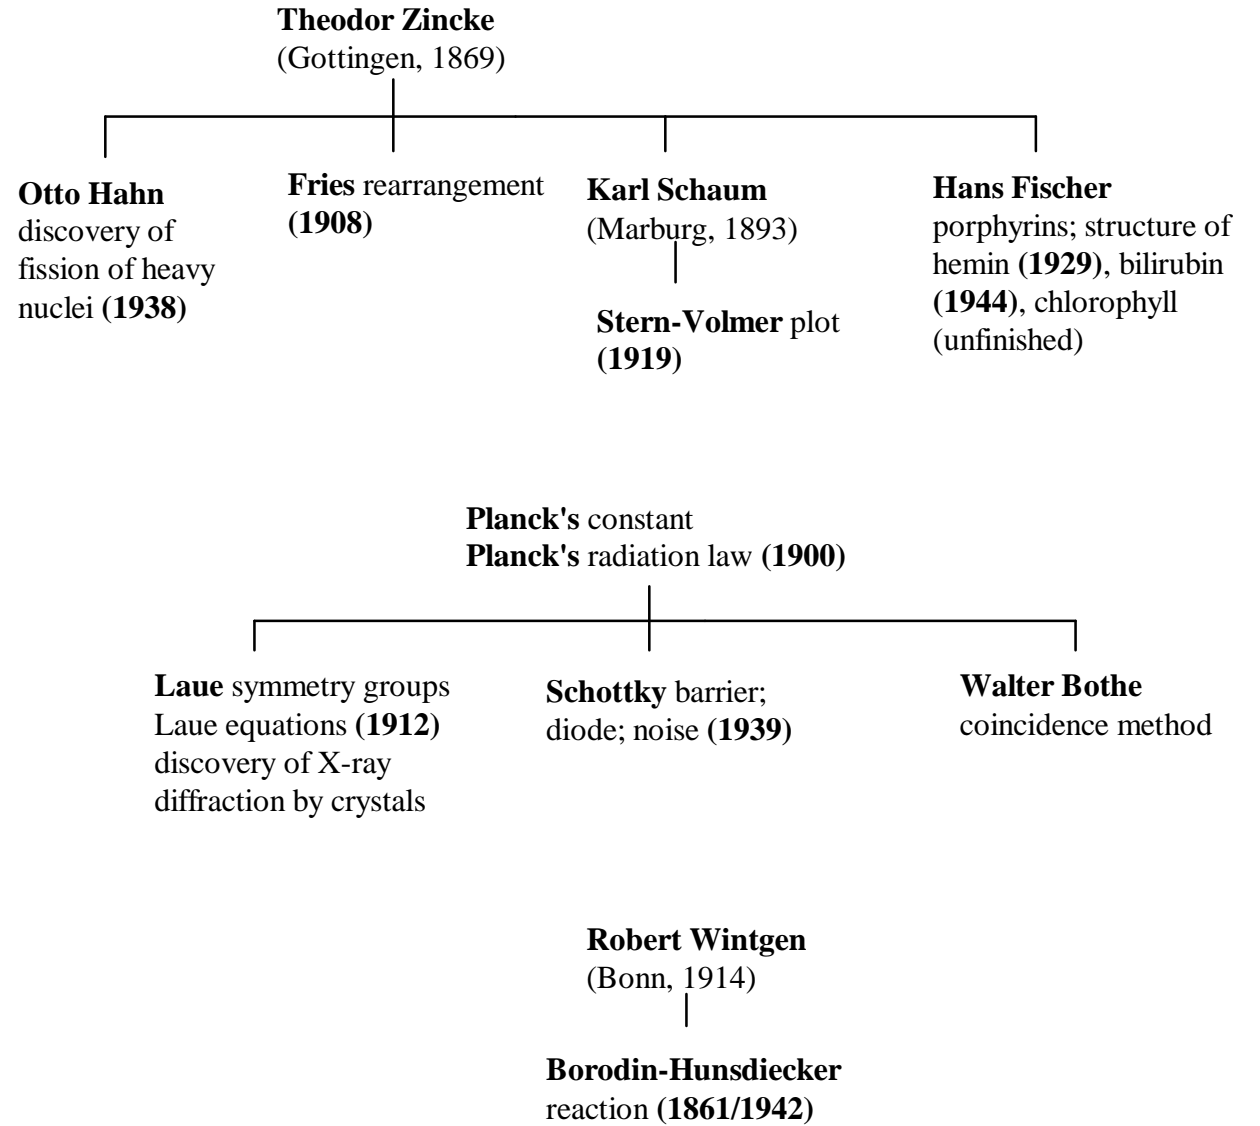 Theodor Zincke
(Gottingen, 1869)
Otto Hahn
discovery of
fission of heavy
nuclei (1938)
Fries rearrangement
(1908)
Karl Schaum
(Marburg, 1893)
Stern-Volmer plot
(1919)
Hans Fischer
porphyrins; structure of
hemin (1929), bilirubin
(1944), chlorophyll
(unfinished)
Planck's constant
Planck's radiation law (1900)
Laue symmetry groups
Laue equations (1912)
discovery of X-ray
diffraction by crystals
Schottky barrier;
diode; noise (1939)
Walter Bothe
coincidence method
Robert Wintgen
(Bonn, 1914)
Borodin-Hunsdiecker
reaction (1861/1942)